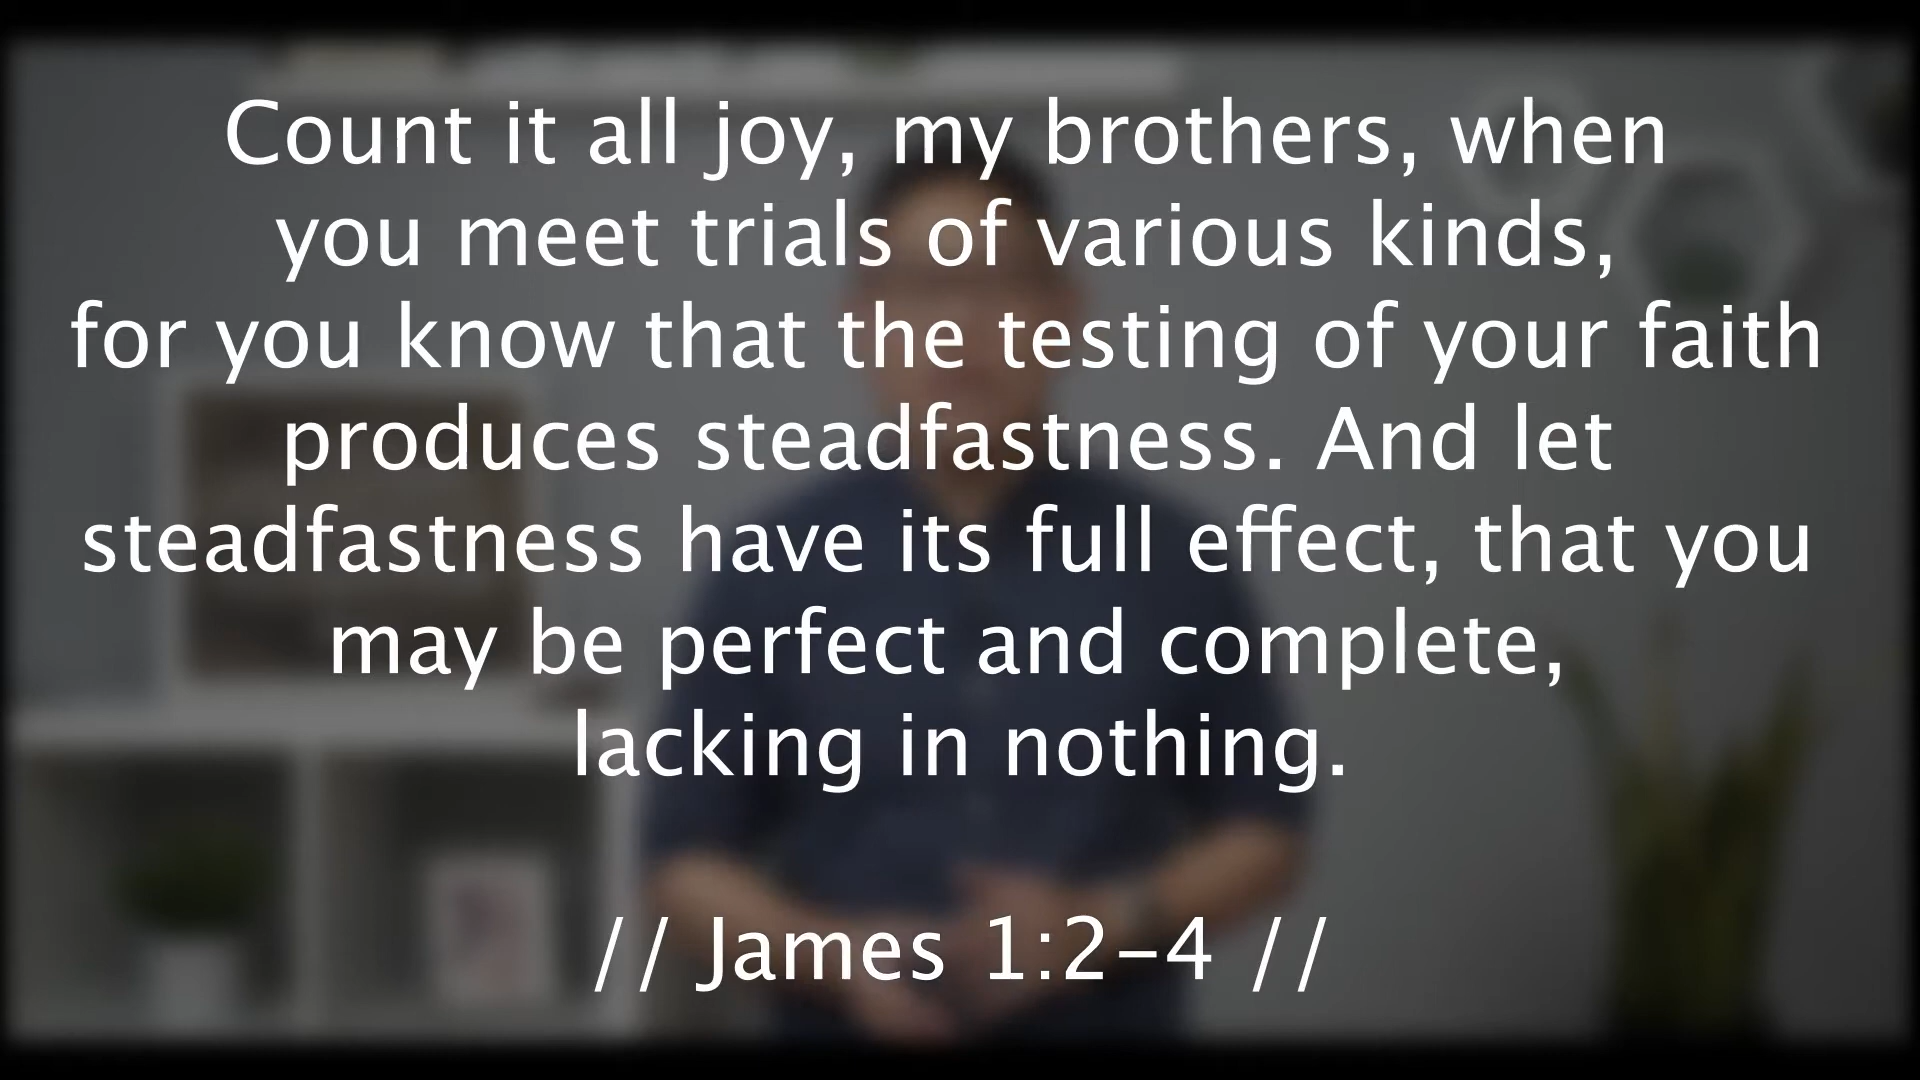 Count it all joy, my brothers, when
you meet trials of various kinds,
for you know that the testing of your faith
produces steadfastness. And let
steadfastness have its full effect, that you
may be perfect and complete,
lacking in nothing.
// James 1:2-4 //